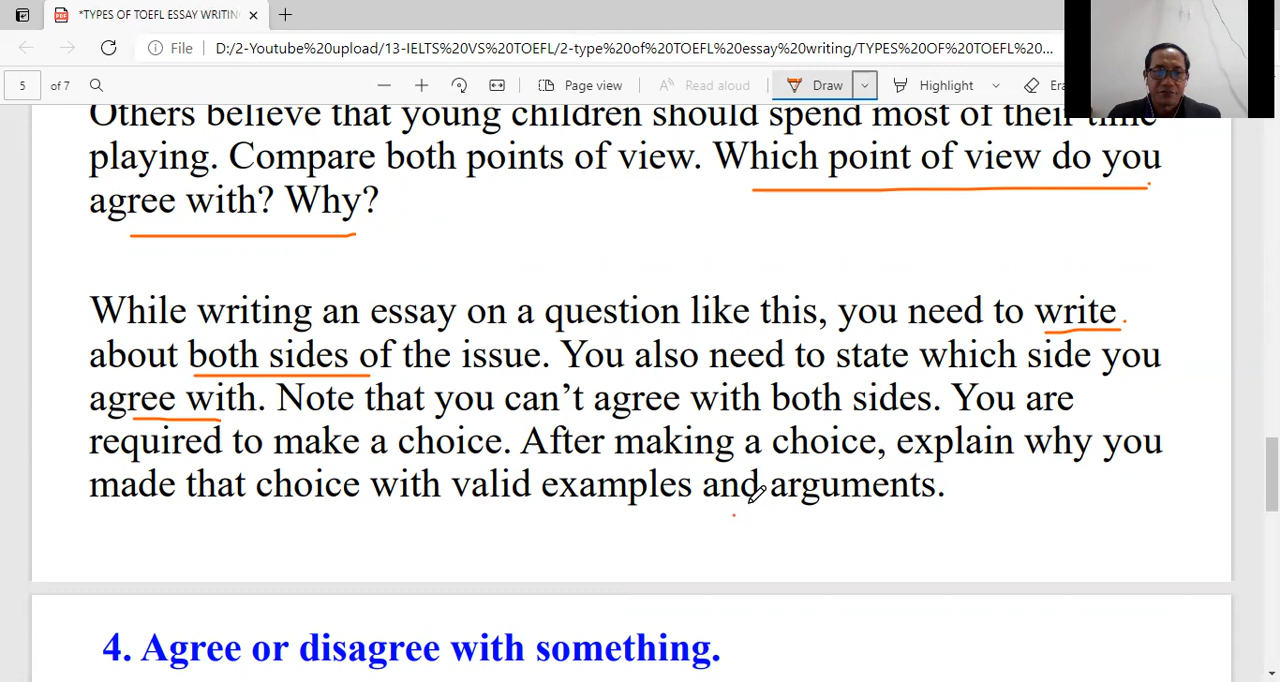 *TYPES OF TOEFL ESSAY WRITIN
File D:/2-Youtube%20upload/13-IELTS%20VS%20TOEFL/2-type%20of%20TOEFL%20essay%20writing/TYPES%20OF%20TOEFL%20...
5 of 7 Page view Read aloud Draw Highlight Era
Others believe that young children should spend most of their time
playing. Compare both points of view. Which point of view do you
agree with? Why?
While writing an essay on a question like this, you need to write
about both sides of the issue. You also need to state which side you
agree with. Note that you can’t agree with both sides. You are
required to make a choice. After making a choice, explain why you
made that choice with valid examples and arguments.
4. Agree or disagree with something.